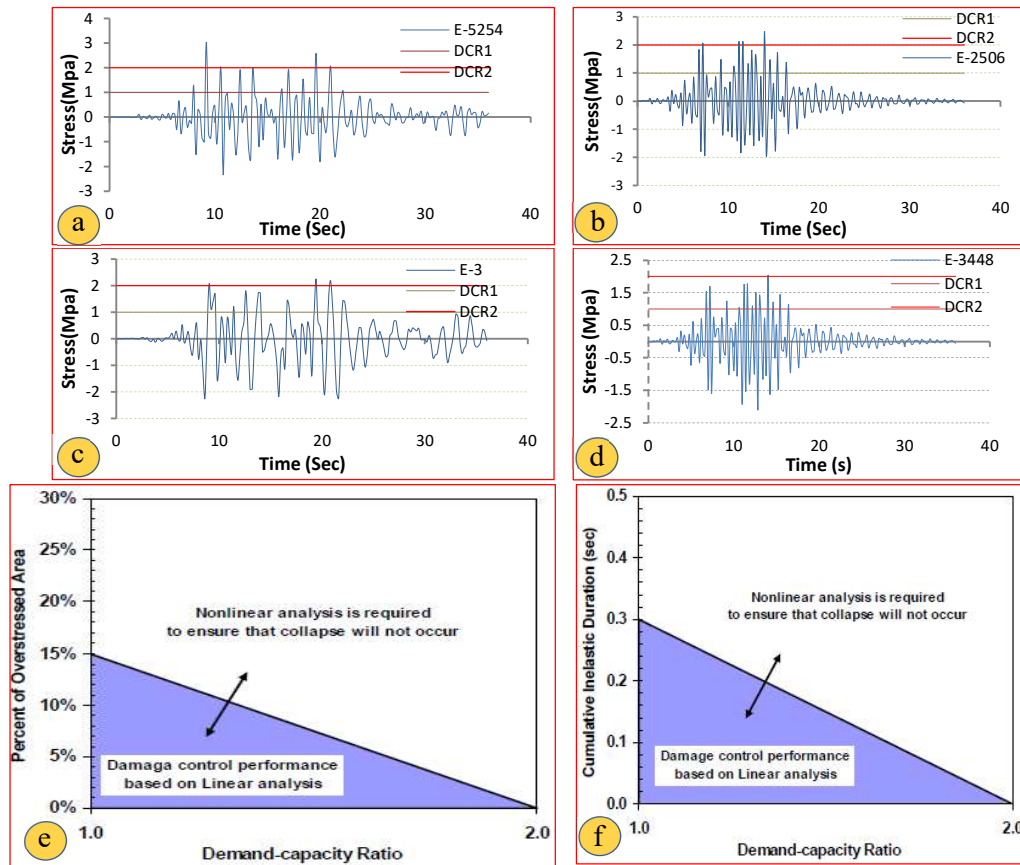 4
3
2
1
0
-1
-2
-3
Stress(Mpa)
0
10
20
30
40
Time (Sec)
E-5254
DCR1
DCR2
a
3
2
1
0
-1
-2
-3
Stress(Mpa)
0
10
20
30
40
Time (Sec)
DCR1
DCR2
E-2506
b
3
2
1
0
-1
-2
-3
Stress(Mpa)
0
10
20
30
40
Time (Sec)
E-3
DCR1
DCR2
c
2.5
1.5
0.5
-0.5
-1.5
-2.5
Stress (Mpa)
0
10
20
30
40
Time (s)
E-3448
DCR1
DCR2
d
30%
25%
20%
15%
10%
5%
0%
Percent of Overstressed Area
Nonlinear analysis is required
to ensure that collapse will not occur
Damaga control performance
based on Linear analysis
1.0
2.0
Demand-capacity Ratio
e
0.5
0.4
0.3
0.2
0.1
0.0
Cumulative Inelastic Duration (sec)
Nonlinear analysis is required
to ensure that collapse will not occur
Damage control performance
based on Linear analysis
1.0
2.0
Demand-capacity Ratio
f